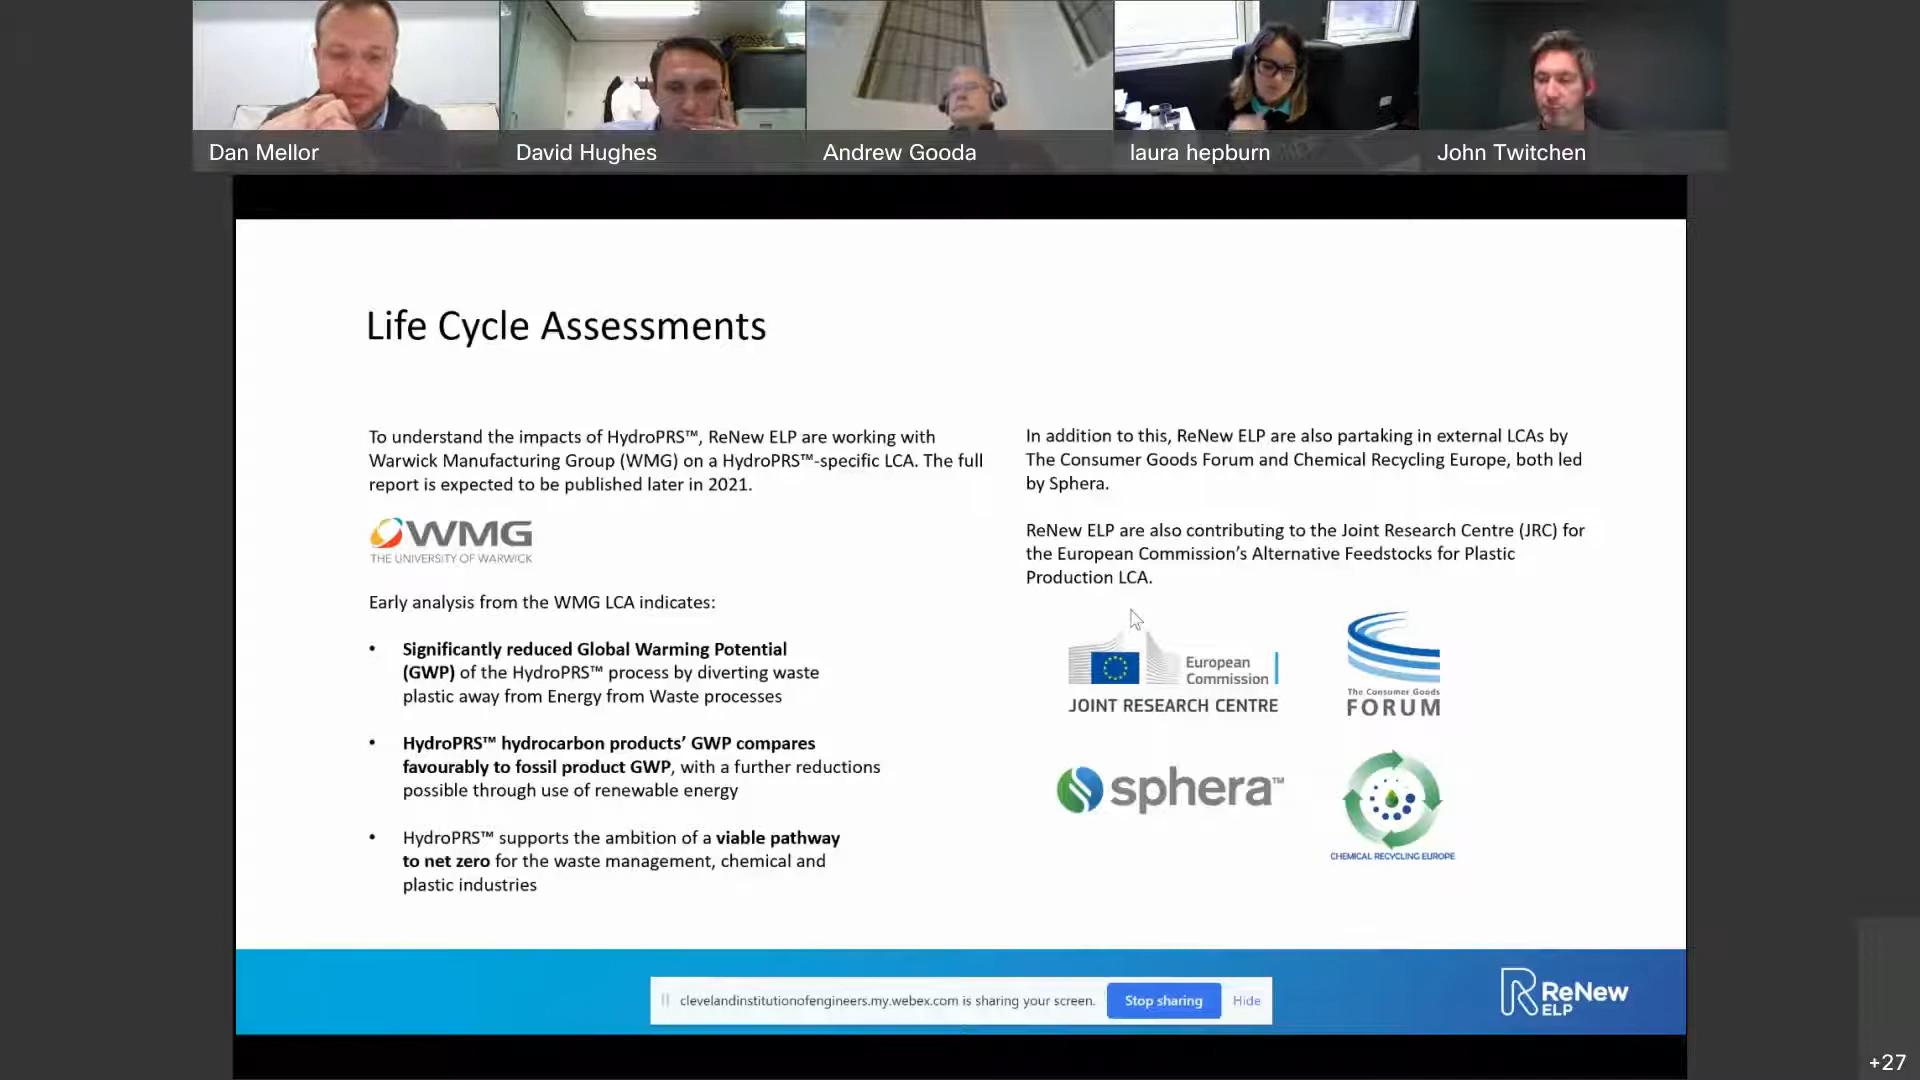 Dan Mellor
David Hughes
Andrew Gooda
laura hepburn
John Twitchen
Life Cycle Assessments
To understand the impacts of HydroPRS™, ReNew ELP are working with
Warwick Manufacturing Group (WMG) on a HydroPRS™-specific LCA. The full
report is expected to be published later in 2021.
WMG
THE UNIVERSITY OF WARWICK
Early analysis from the WMG LCA indicates:
• Significantly reduced Global Warming Potential
(GWP) of the HydroPRS™ process by diverting waste
plastic away from Energy from Waste processes
• HydroPRS™ hydrocarbon products’ GWP compares
favourably to fossil product GWP, with a further reductions
possible through use of renewable energy
• HydroPRS™ supports the ambition of a viable pathway
to net zero for the waste management, chemical and
plastic industries
In addition to this, ReNew ELP are also partaking in external LCAs by
The Consumer Goods Forum and Chemical Recycling Europe, both led
by Sphera.
ReNew ELP are also contributing to the Joint Research Centre (JRC) for
the European Commission’s Alternative Feedstocks for Plastic
Production LCA.
European
Commission
JOINT RESEARCH CENTRE
The Consumer Goods
FORUM
sphera™
CHEMICAL RECYCLING EUROPE
clevelandinstitutionofengineers.my.webex.com is sharing your screen.
Stop sharing
Hide
ReNew
ELP
+27